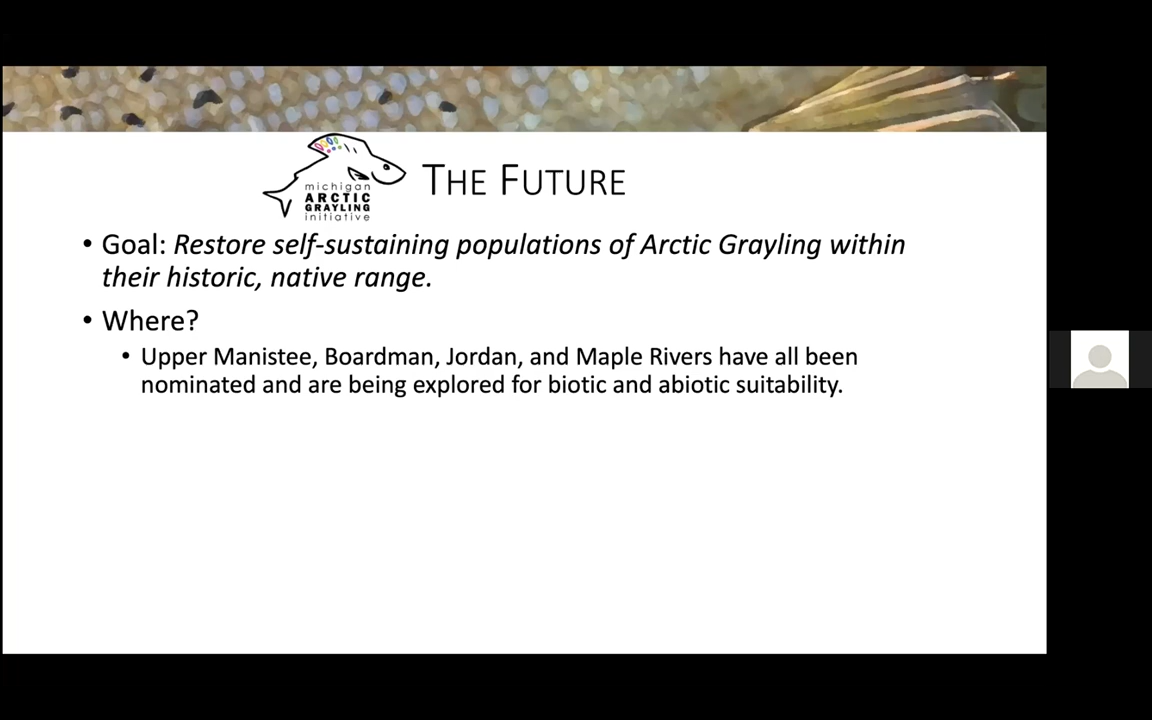 THE FUTURE
michigan
ARCTIC
GRAYLING
initiative
• Goal: Restore self-sustaining populations of Arctic Grayling within
their historic, native range.
• Where?
• Upper Manistee, Boardman, Jordan, and Maple Rivers have all been
nominated and are being explored for biotic and abiotic suitability.